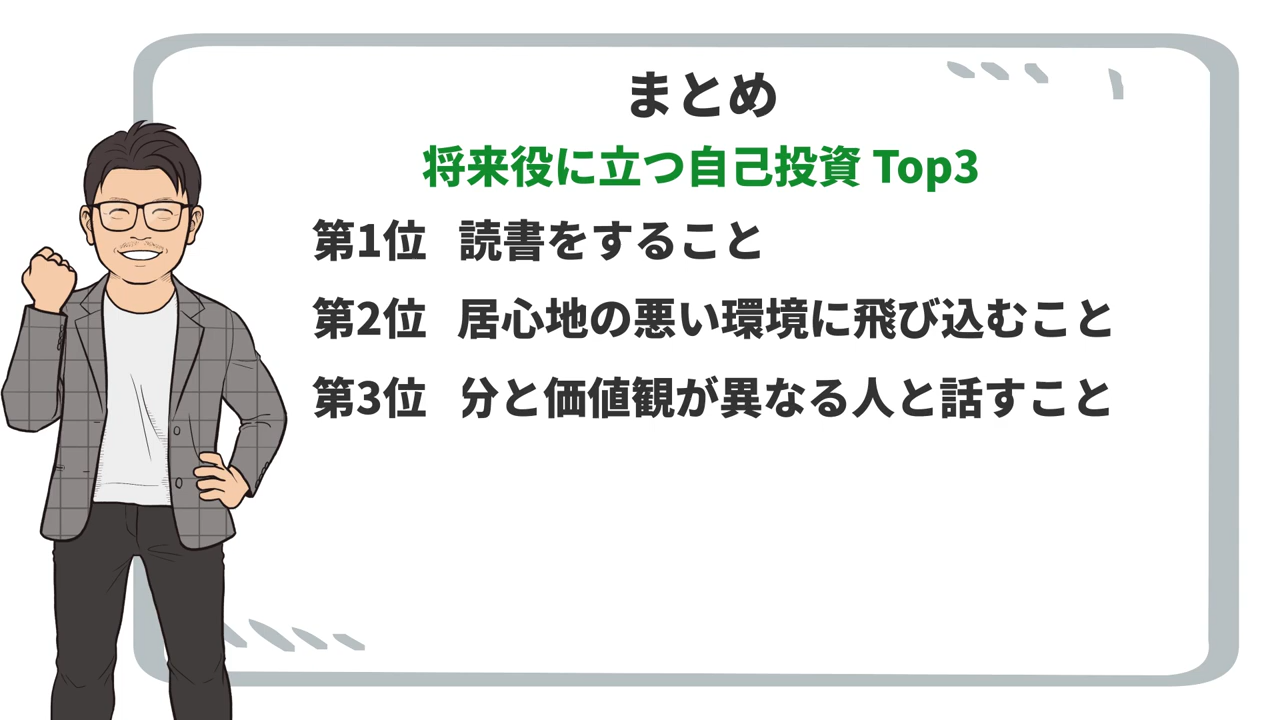 まとめ
将来役に立つ自己投資 Top3
第1位 読書をすること
第2位 居心地の悪い環境に飛び込むこと
第3位 分と価値観が異なる人と話すこと